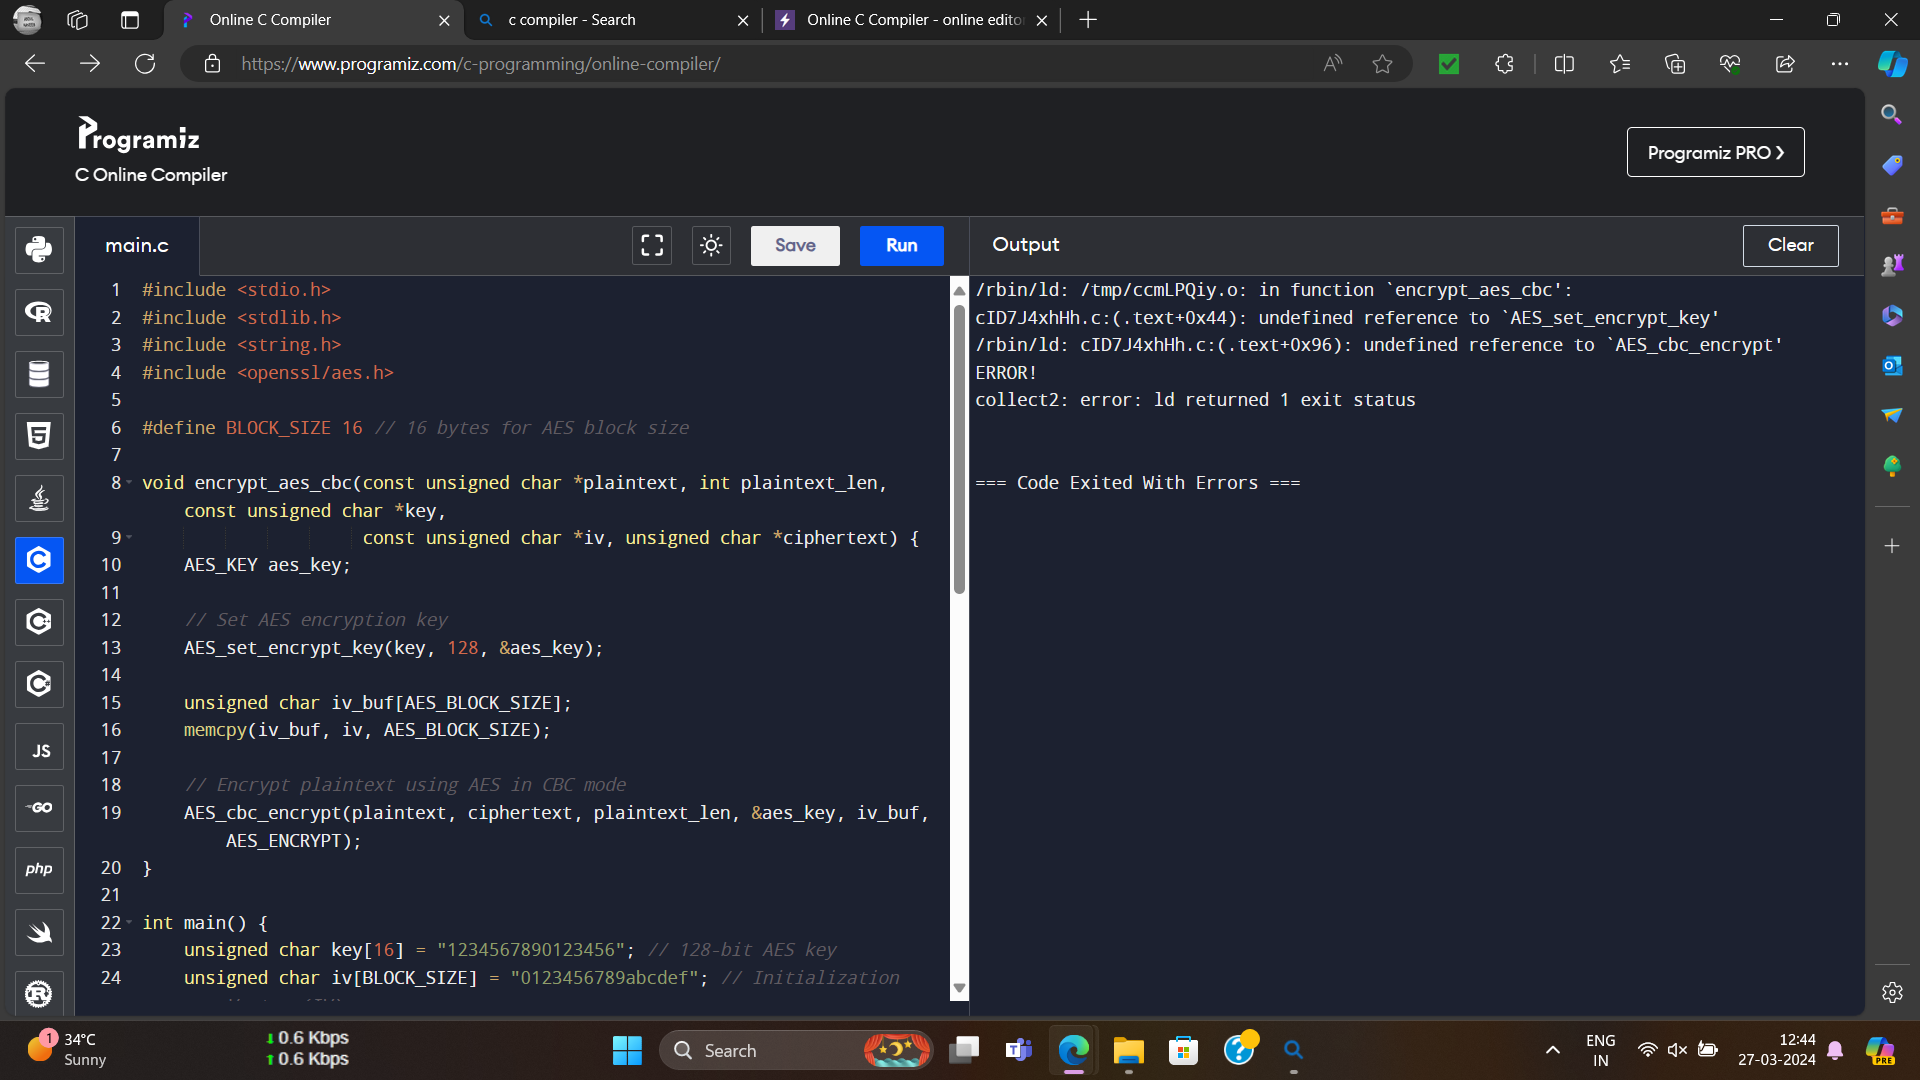 Online C Compiler
c compiler - Search
Online C Compiler - online edito
https://www.programiz.com/c-programming/online-compiler/
Programiz
C Online Compiler
Programiz PRO ❯
main.c
Save
Run
Output
Clear
1 #include <stdio.h>
2 #include <stdlib.h>
3 #include <string.h>
4 #include <openssl/aes.h>
5
6 #define BLOCK_SIZE 16 // 16 bytes for AES block size
7
8 void encrypt_aes_cbc(const unsigned char *plaintext, int plaintext_len,
const unsigned char *key,
9 const unsigned char *iv, unsigned char *ciphertext) {
10 AES_KEY aes_key;
11
12 // Set AES encryption key
13 AES_set_encrypt_key(key, 128, &aes_key);
14
15 unsigned char iv_buf[AES_BLOCK_SIZE];
16 memcpy(iv_buf, iv, AES_BLOCK_SIZE);
17
18 // Encrypt plaintext using AES in CBC mode
19 AES_cbc_encrypt(plaintext, ciphertext, plaintext_len, &aes_key, iv_buf,
AES_ENCRYPT);
20 }
21
22 int main() {
23 unsigned char key[16] = "1234567890123456"; // 128-bit AES key
24 unsigned char iv[BLOCK_SIZE] = "0123456789abcdef"; // Initialization
/rbin/ld: /tmp/ccmLPQiy.o: in function `encrypt_aes_cbc':
cID7J4xhHh.c:(.text+0x44): undefined reference to `AES_set_encrypt_key'
/rbin/ld: cID7J4xhHh.c:(.text+0x96): undefined reference to `AES_cbc_encrypt'
ERROR!
collect2: error: ld returned 1 exit status
=== Code Exited With Errors ===
JS
GO
php
1
34°C
Sunny
0.6 Kbps
0.6 Kbps
Search
ENG
IN
12:44
27-03-2024
PRE